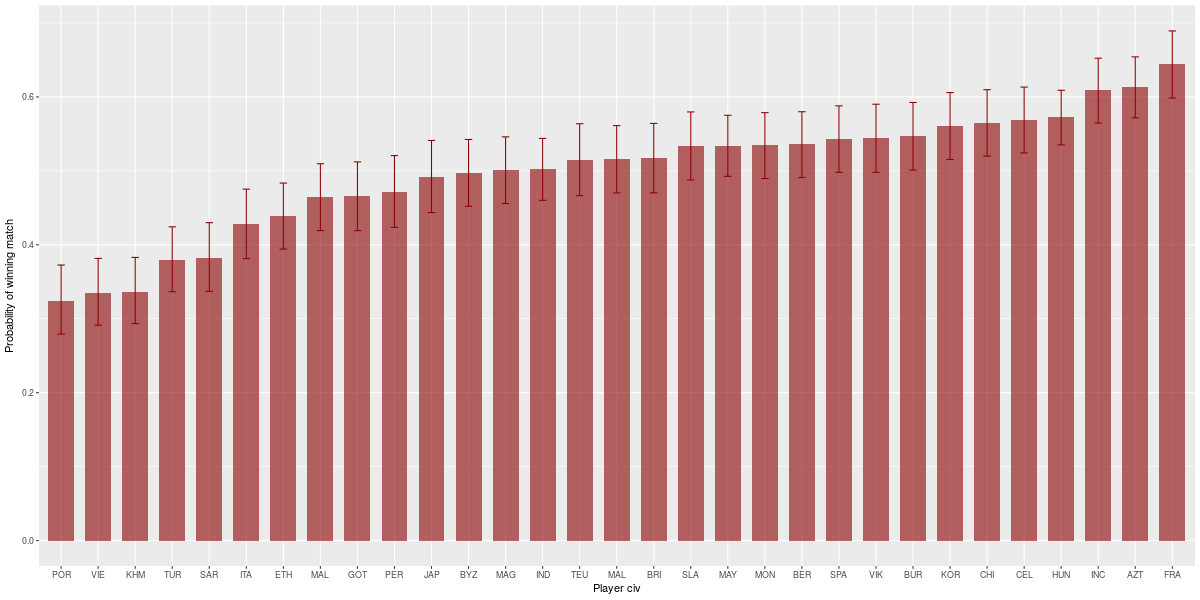 Probability of winning match
0.6
0.4
0.2
0.0
POR VIE KHM TUR SAR ITA ETH MAL GOT PER JAP BYZ MAG IND TEU MAL BRI SLA MAY MON BER SPA VIK BUR KOR CHI CEL HUN INC AZT FRA
Player civ